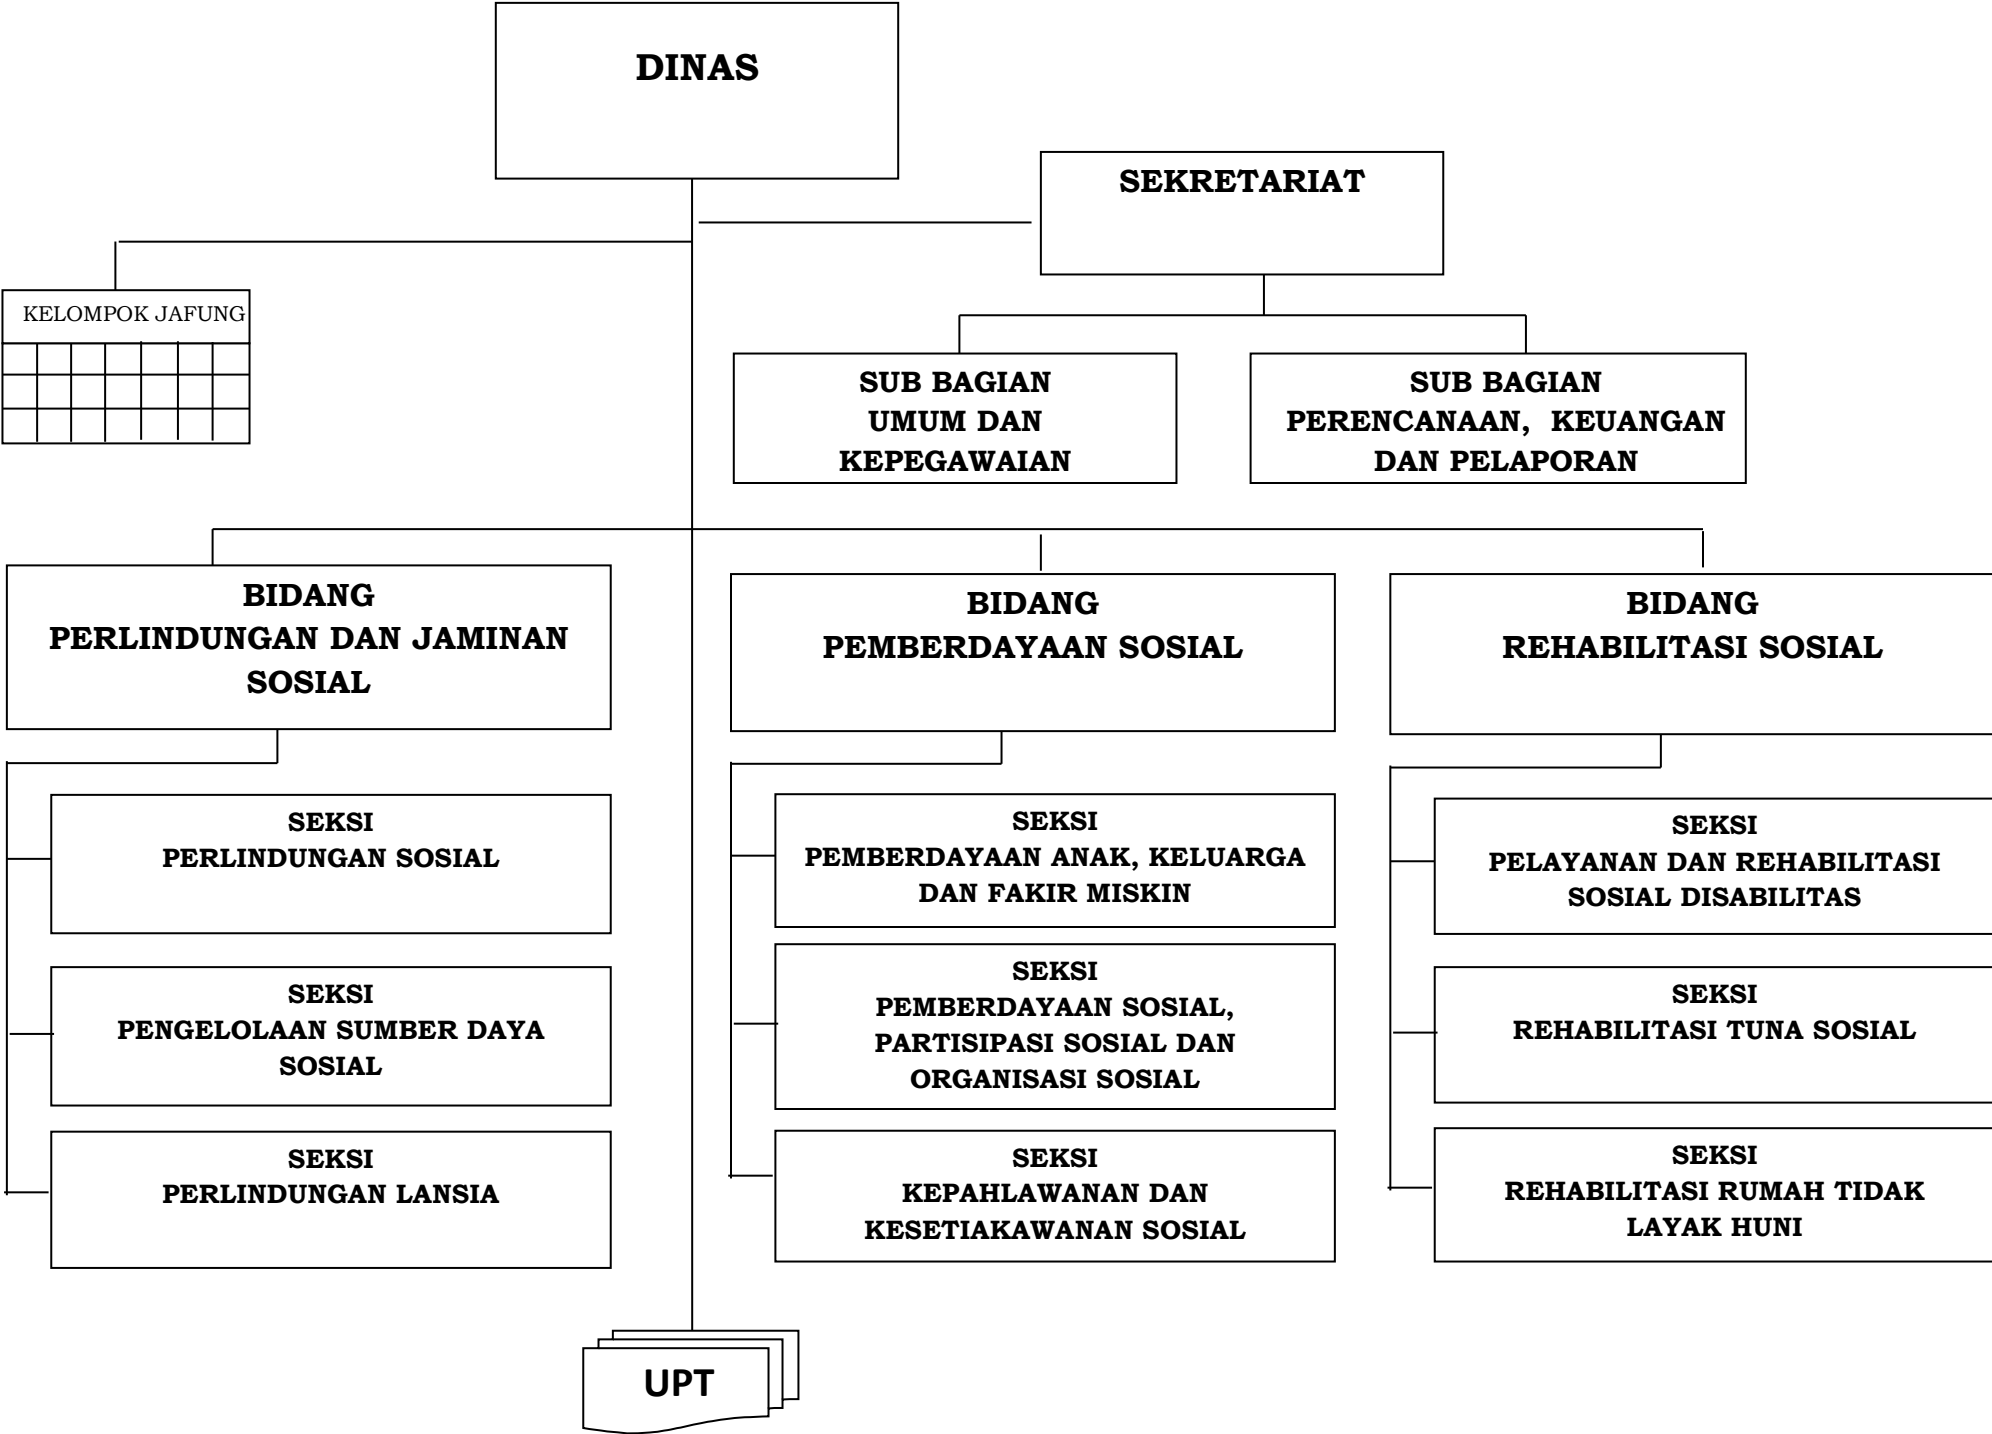 DINAS
SEKRETARIAT
KELOMPOK JAFUNG
SUB BAGIAN
UMUM DAN
KEPEGAWAIAN
SUB BAGIAN
PERENCANAAN, KEUANGAN
DAN PELAPORAN
BIDANG
PERLINDUNGAN DAN JAMINAN
SOSIAL
BIDANG
PEMBERDAYAAN SOSIAL
BIDANG
REHABILITASI SOSIAL
SEKSI
PERLINDUNGAN SOSIAL
SEKSI
PENGELOLAAN SUMBER DAYA
SOSIAL
SEKSI
PERLINDUNGAN LANSIA
SEKSI
PEMBERDAYAAN ANAK, KELUARGA
DAN FAKIR MISKIN
SEKSI
PEMBERDAYAAN SOSIAL,
PARTISIPASI SOSIAL DAN
ORGANISASI SOSIAL
SEKSI
KEPAHLAWANAN DAN
KESETIAKAWANAN SOSIAL
SEKSI
PELAYANAN DAN REHABILITASI
SOSIAL DISABILITAS
SEKSI
REHABILITASI TUNA SOSIAL
SEKSI
REHABILITASI RUMAH TIDAK
LAYAK HUNI
UPT